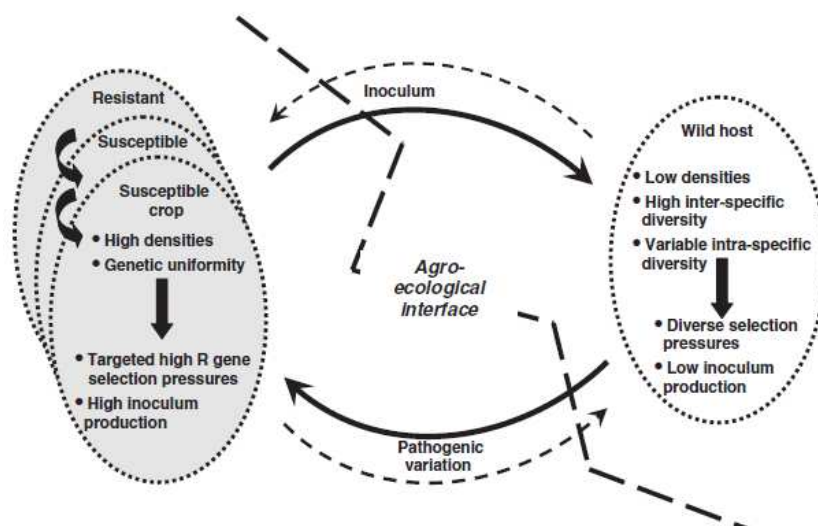 Resistant
Susceptible
Susceptible
crop
• High densities
• Genetic uniformity
• Targeted high R gene
selection pressures
• High inoculum
production
Inoculum
Agro-
ecological
interface
Pathogenic
variation
Wild host
• Low densities
• High inter-specific
diversity
• Variable intra-specific
diversity
• Diverse selection
pressures
• Low inoculum
production